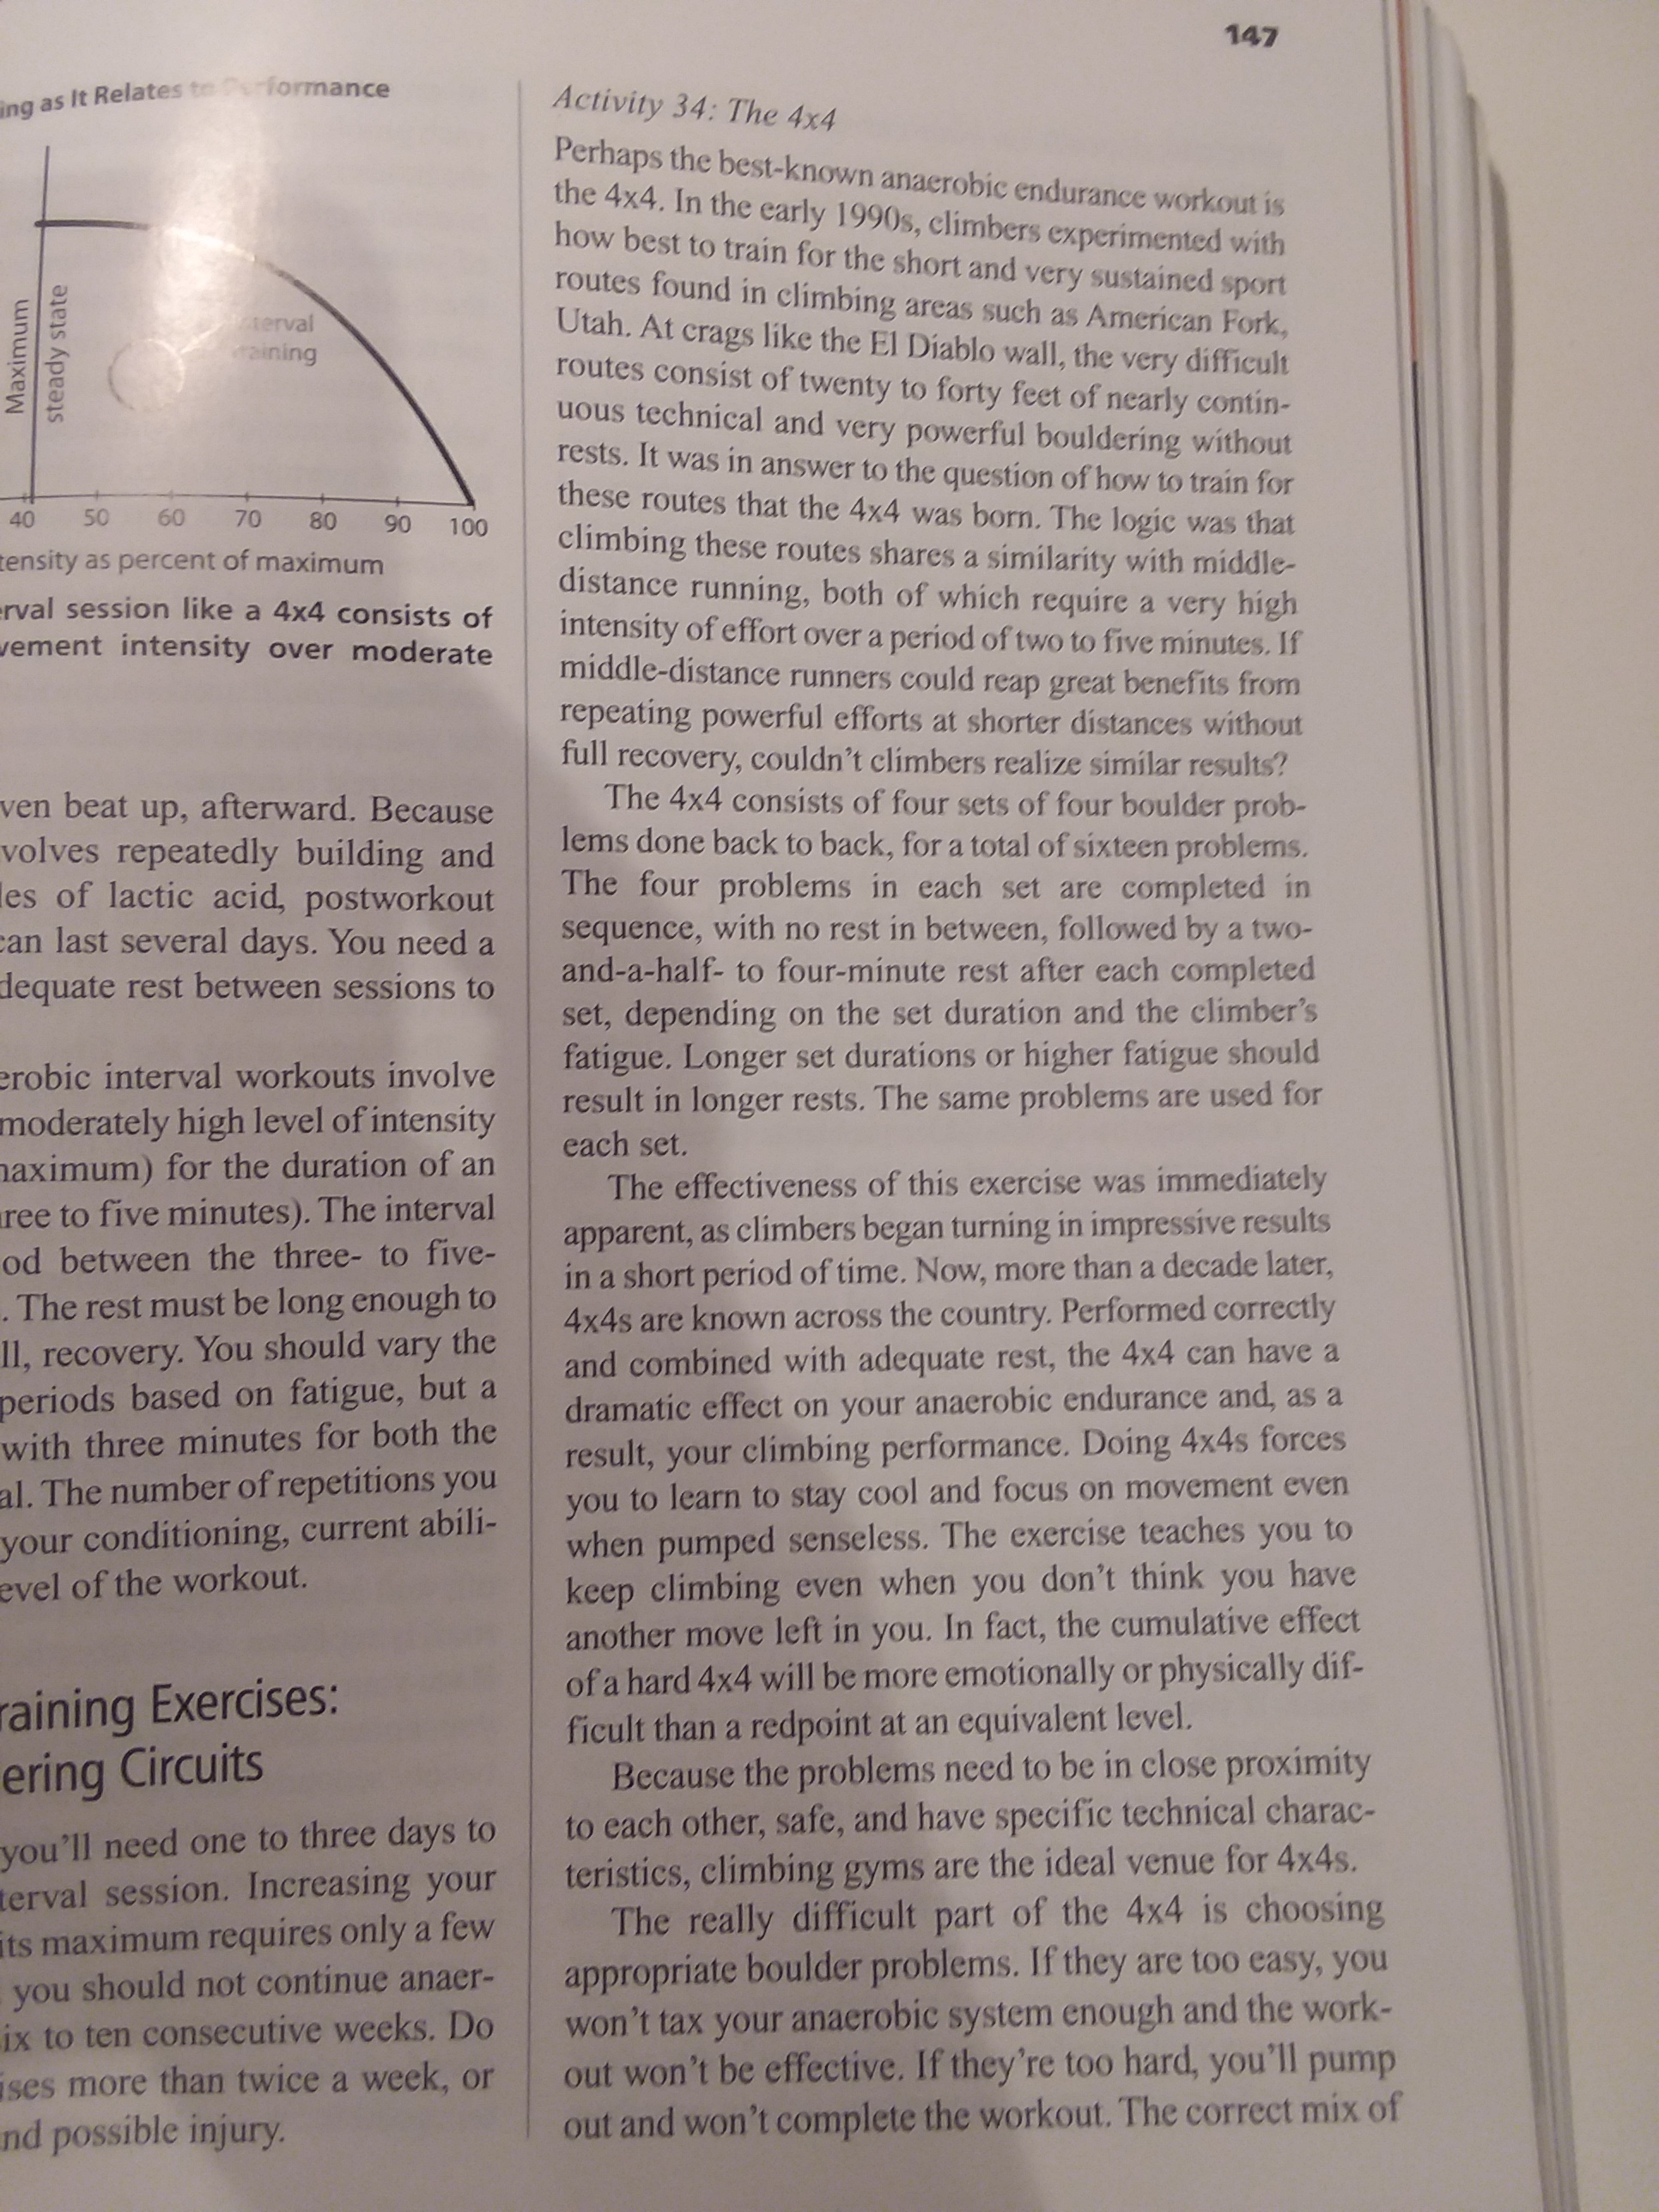 147
ing as It Relates to Performance
Maximum
steady state
terval
raining
40 50 60 70 80 90 100
tensity as percent of maximum
erval session like a 4x4 consists of
vement intensity over moderate
ven beat up, afterward. Because
volves repeatedly building and
les of lactic acid, postworkout
can last several days. You need a
dequate rest between sessions to
erobic interval workouts involve
moderately high level of intensity
naximum) for the duration of an
ree to five minutes). The interval
od between the three- to five-
. The rest must be long enough to
ll, recovery. You should vary the
periods based on fatigue, but a
with three minutes for both the
al. The number of repetitions you
your conditioning, current abili-
evel of the workout.
raining Exercises:
ering Circuits
you'll need one to three days to
terval session. Increasing your
its maximum requires only a few
you should not continue anaer-
ix to ten consecutive weeks. Do
ises more than twice a week, or
nd possible injury.
Activity 34: The 4x4
Perhaps the best-known anaerobic endurance workout is
the 4x4. In the early 1990s, climbers experimented with
how best to train for the short and very sustained sport
routes found in climbing areas such as American Fork,
Utah. At crags like the El Diablo wall, the very difficult
routes consist of twenty to forty feet of nearly contin-
uous technical and very powerful bouldering without
rests. It was in answer to the question of how to train for
these routes that the 4x4 was born. The logic was that
climbing these routes shares a similarity with middle-
distance running, both of which require a very high
intensity of effort over a period of two to five minutes. If
middle-distance runners could reap great benefits from
repeating powerful efforts at shorter distances without
full recovery, couldn't climbers realize similar results?
The 4x4 consists of four sets of four boulder prob-
lems done back to back, for a total of sixteen problems.
The four problems in each set are completed in
sequence, with no rest in between, followed by a two-
and-a-half- to four-minute rest after each completed
set, depending on the set duration and the climber's
fatigue. Longer set durations or higher fatigue should
result in longer rests. The same problems are used for
each set.
The effectiveness of this exercise was immediately
apparent, as climbers began turning in impressive results
in a short period of time. Now, more than a decade later,
4x4s are known across the country. Performed correctly
and combined with adequate rest, the 4x4 can have a
dramatic effect on your anaerobic endurance and, as a
result, your climbing performance. Doing 4x4s forces
you to learn to stay cool and focus on movement even
when pumped senseless. The exercise teaches you to
keep climbing even when you don't think you have
another move left in you. In fact, the cumulative effect
of a hard 4x4 will be more emotionally or physically dif-
ficult than a redpoint at an equivalent level.
Because the problems need to be in close proximity
to each other, safe, and have specific technical charac-
teristics, climbing gyms are the ideal venue for 4x4s.
The really difficult part of the 4x4 is choosing
appropriate boulder problems. If they are too easy, you
won't tax your anaerobic system enough and the work-
out won't be effective. If they're too hard, you'll pump
out and won't complete the workout. The correct mix of